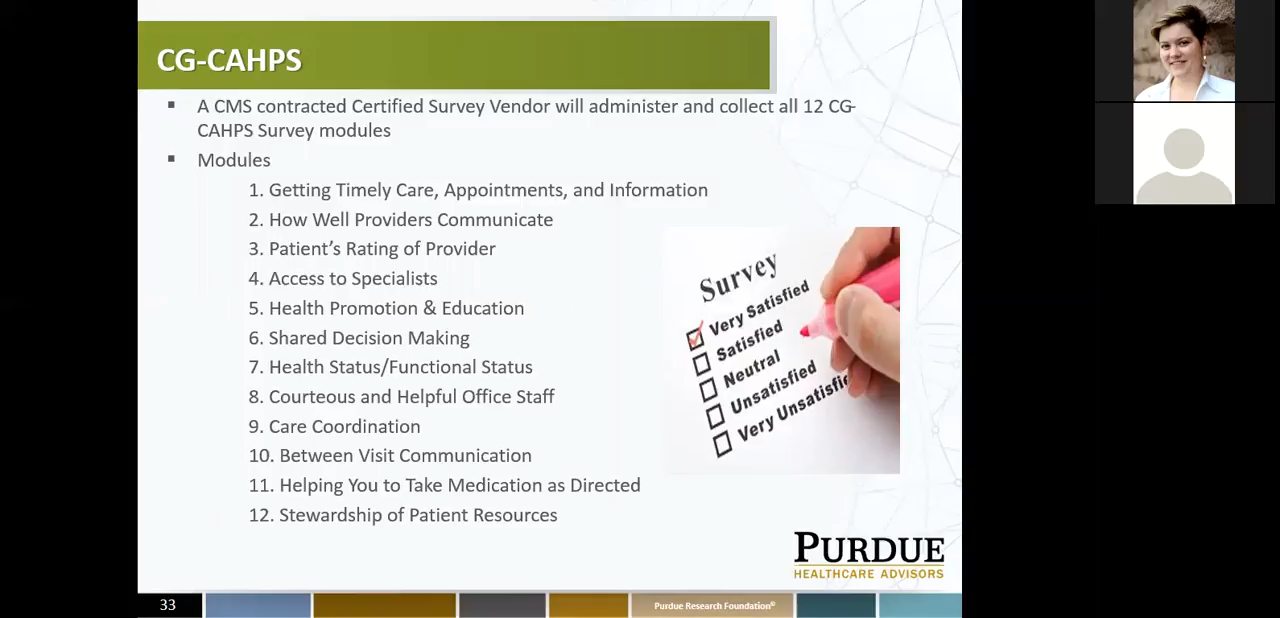 CG-CAHPS
▪ A CMS contracted Certified Survey Vendor will administer and collect all 12 CG-
CAHPS Survey modules
▪ Modules
1. Getting Timely Care, Appointments, and Information
2. How Well Providers Communicate
3. Patient’s Rating of Provider
4. Access to Specialists
5. Health Promotion & Education
6. Shared Decision Making
7. Health Status/Functional Status
8. Courteous and Helpful Office Staff
9. Care Coordination
10. Between Visit Communication
11. Helping You to Take Medication as Directed
12. Stewardship of Patient Resources
Survey
Very Satisfied
Satisfied
Neutral
Unsatisfied
Very Unsatisfie
PURDUE
HEALTHCARE ADVISORS
33
Purdue Research Foundation©